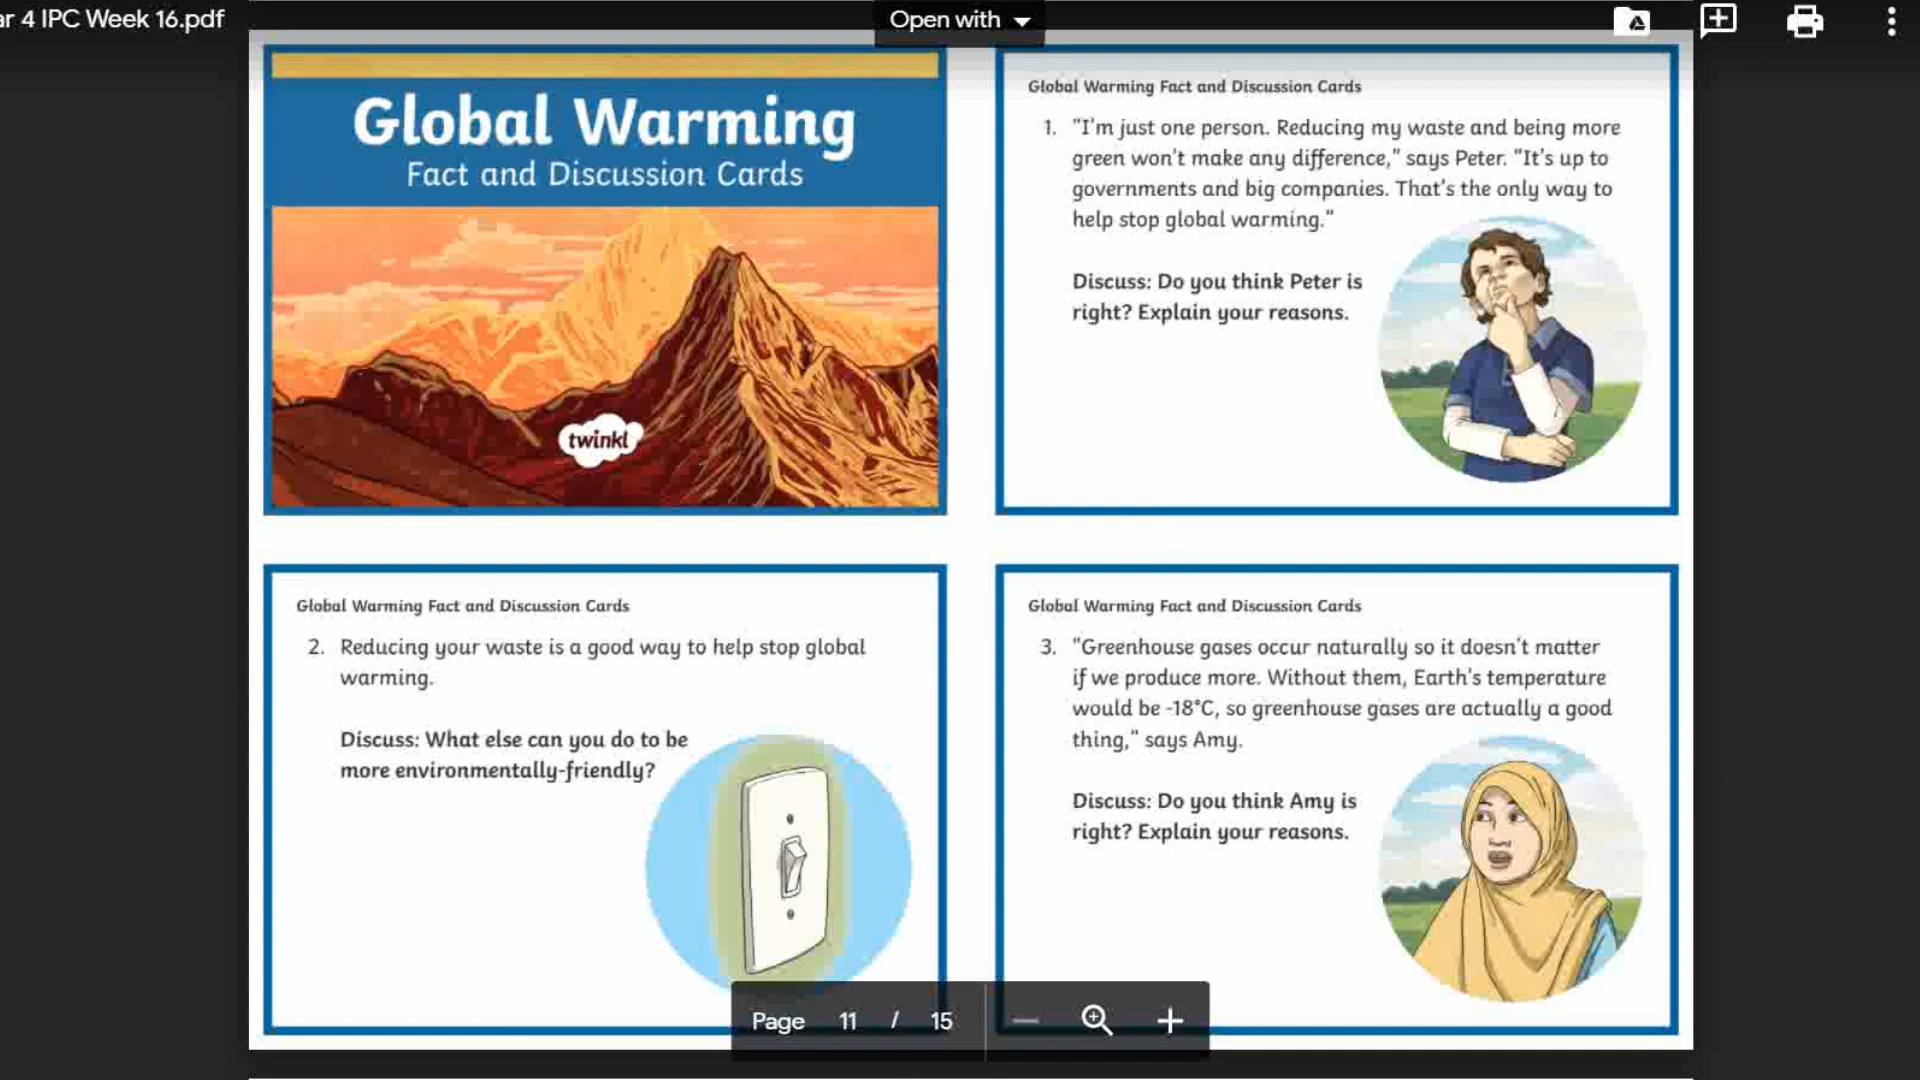 ar 4 IPC Week 16.pdf
Open with
Global Warming
Fact and Discussion Cards
twinkl
Global Warming Fact and Discussion Cards
1. "I'm just one person. Reducing my waste and being more
green won't make any difference," says Peter. "It's up to
governments and big companies. That's the only way to
help stop global warming."
Discuss: Do you think Peter is
right? Explain your reasons.
Global Warming Fact and Discussion Cards
2. Reducing your waste is a good way to help stop global
warming.
Discuss: What else can you do to be
more environmentally-friendly?
Global Warming Fact and Discussion Cards
3. "Greenhouse gases occur naturally so it doesn't matter
if we produce more. Without them, Earth's temperature
would be -18°C, so greenhouse gases are actually a good
thing," says Amy.
Discuss: Do you think Amy is
right? Explain your reasons.
Page 11 / 15